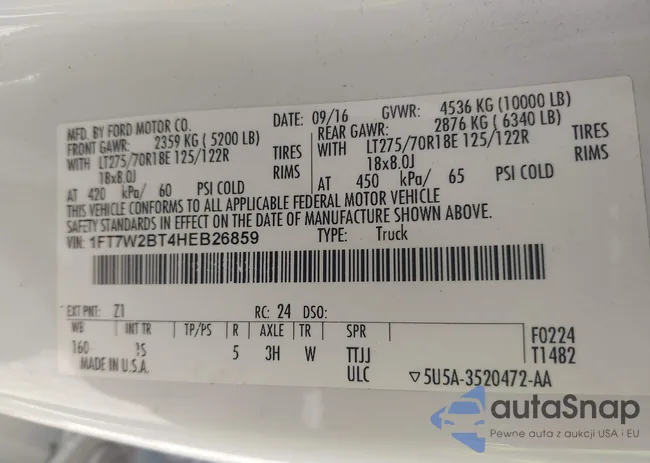 MFD. BY FORD MOTOR CO.
DATE: 09/16 GVWR: 4536 KG (10000 LB)
FRONT GAWR: 2359 KG (5200 LB)
REAR GAWR: 2876 KG (6340 LB)
WITH LT275/70R18E 125/122R TIRES
WITH LT275/70R18E 125/122R TIRES
18x8.0J RIMS
18x8.0J RIMS
AT 420 kPa/ 60 PSI COLD
AT 450 kPa/ 65 PSI COLD
THIS VEHICLE CONFORMS TO ALL APPLICABLE FEDERAL MOTOR VEHICLE
SAFETY STANDARDS IN EFFECT ON THE DATE OF MANUFACTURE SHOWN ABOVE.
VIN: 1FT7W2BT4HEB26859 TYPE: Truck
EXT PNT: Z1 RC: 24 DSO:
WB INT TR TP/PS R AXLE TR SPR F0224
160 5 3H W TTJJ T1482
MADE IN U.S.A. ULC ▽5U5A-3520472-AA
autaSnap
Pewne auta z aukcji USA i EU